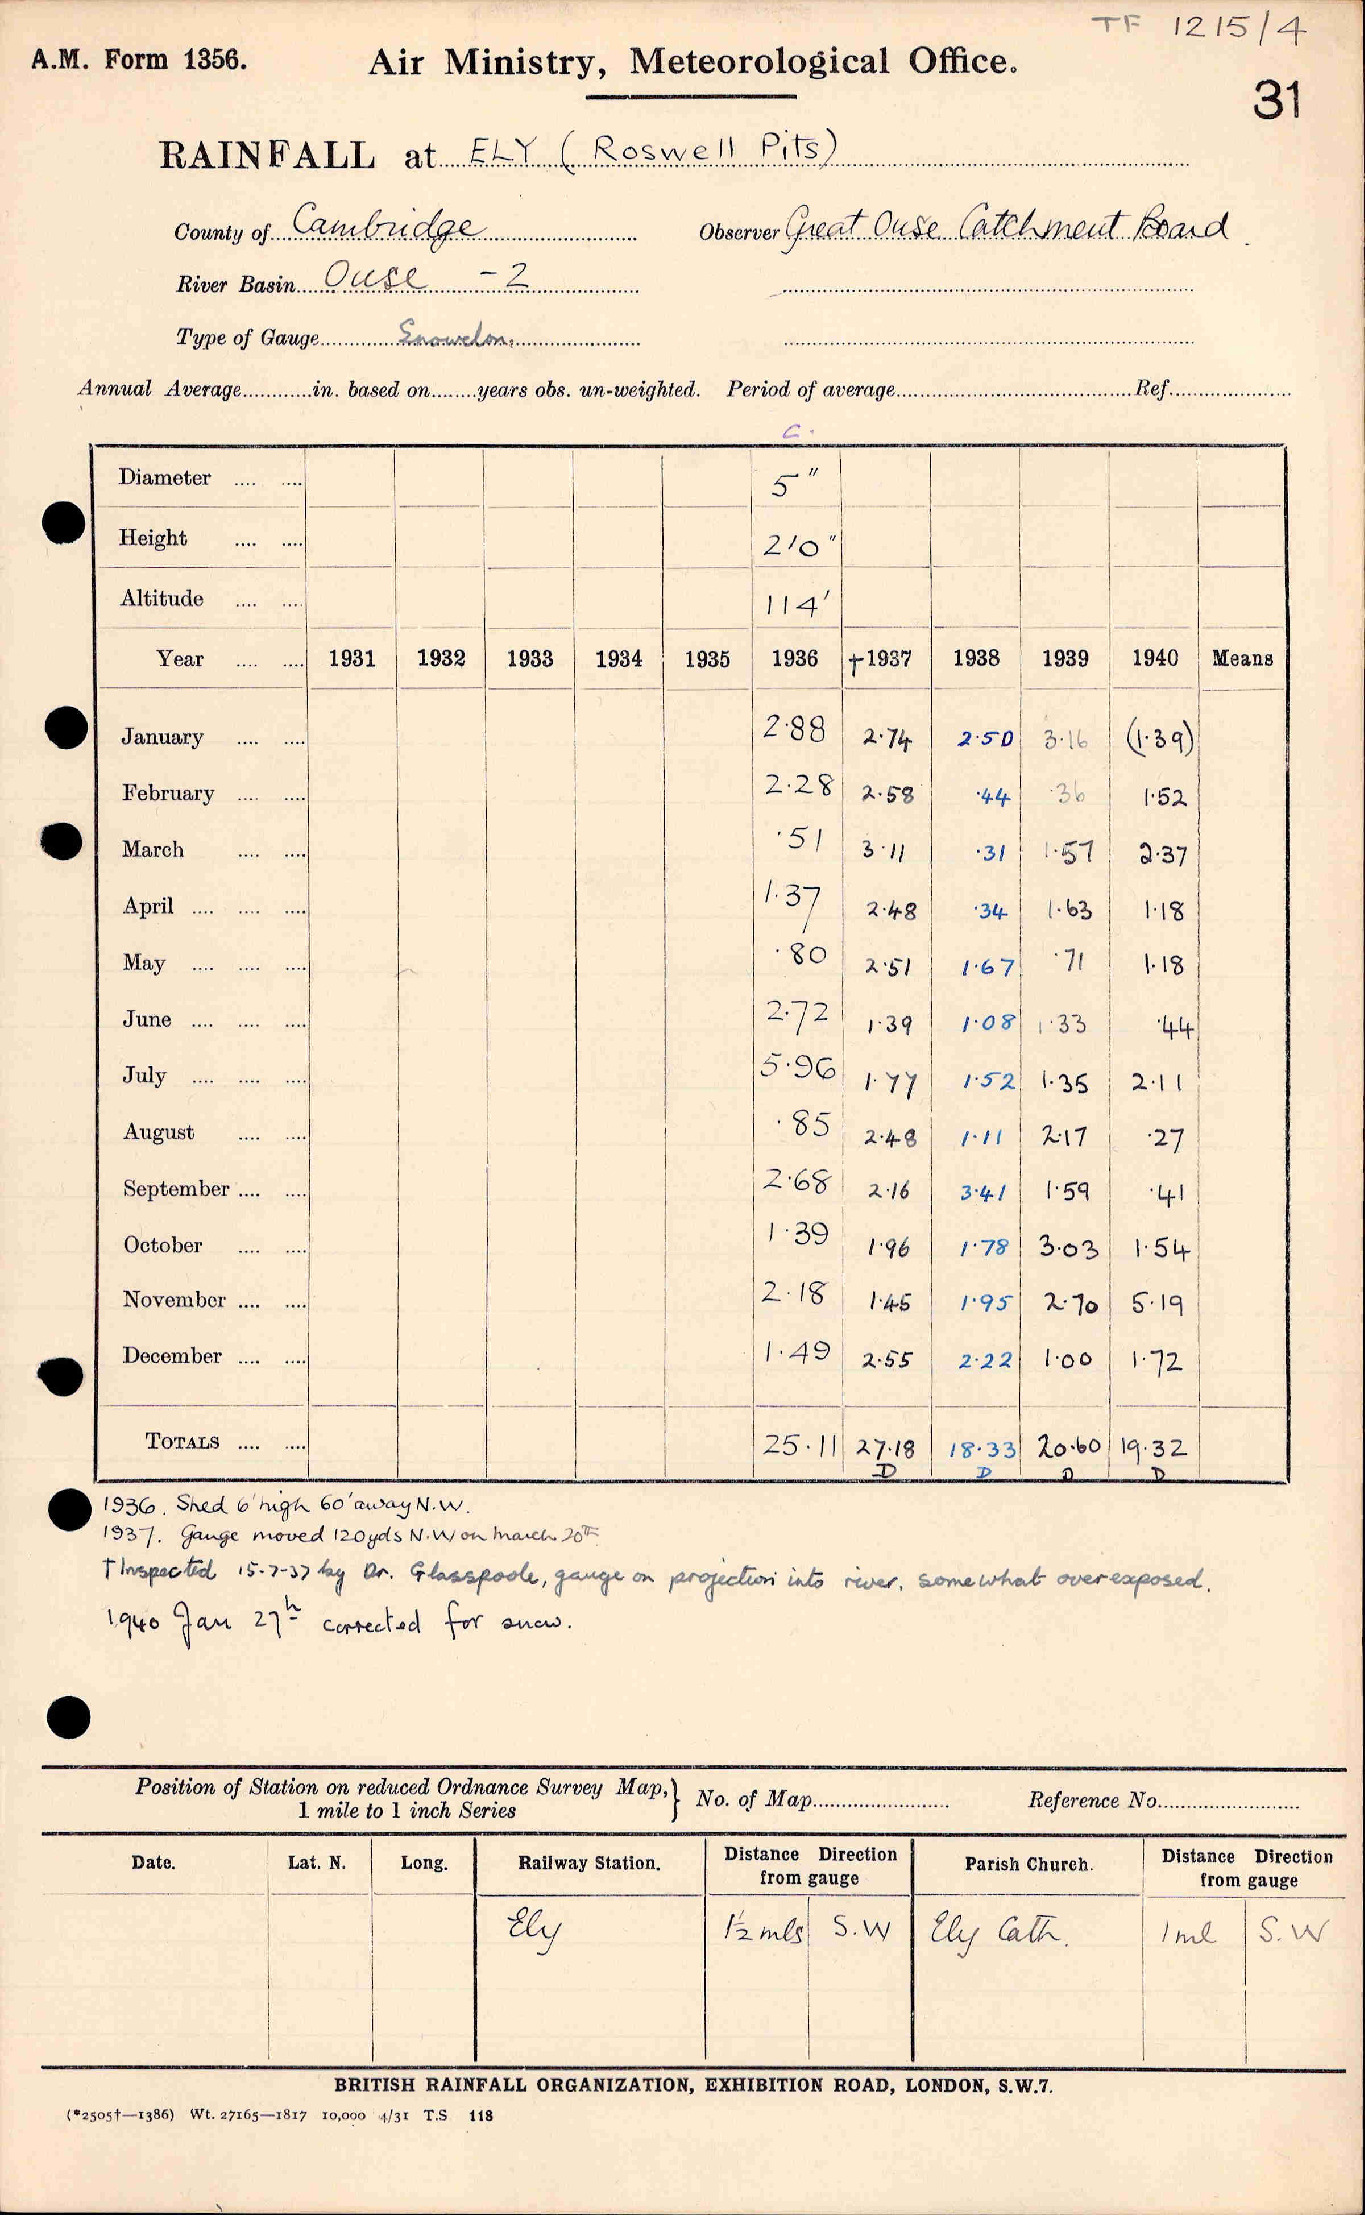 TF 1215/4
A.M. Form 1356. Air Ministry, Meteorological Office.
31
RAINFALL at ELY (Roswell Pits)
County of Cambridge Observer Great Ouse Catchment Board
River Basin Ouse -2
Type of Gauge Snowdon.
Annual Average in. based on years obs. un-weighted. Period of average Ref.
C.
Diameter 5"
Height 2'0"
Altitude 114'
Year 1931 1932 1933 1934 1935 1936 †1937 1938 1939 1940 Means
January 2.88 2.74 2.50 3.16 (1.39)
February 2.28 2.58 .44 .36 1.52
March .51 3.11 .31 1.57 2.37
April 1.37 2.48 .34 1.63 1.18
May .80 2.51 1.67 .71 1.18
June 2.72 1.39 1.08 1.33 .44
July 5.96 1.77 1.52 1.35 2.11
August .85 2.48 1.11 2.17 .27
September 2.68 2.16 3.41 1.59 .41
October 1.39 1.96 1.78 3.03 1.54
November 2.18 1.45 1.95 2.70 5.19
December 1.49 2.55 2.22 1.00 1.72
TOTALS 25.11 27.18 18.33 20.60 19.32
D D D D
1936. Shed 6' high 60' away N.W.
1937. Gauge moved 120yds N.W on March 20th
† Inspected 15-7-37 by Dr. Glasspoole, gauge on projection into river, somewhat overexposed.
1940 Jan 27th corrected for snow.
Position of Station on reduced Ordnance Survey Map, } No. of Map Reference No.
1 mile to 1 inch Series
Date. Lat. N. Long. Railway Station. Distance Direction from gauge Parish Church. Distance Direction from gauge
Ely 1½ mls S.W Ely Cath. 1 ml S.W
BRITISH RAINFALL ORGANIZATION, EXHIBITION ROAD, LONDON, S.W.7.
(*2505†—1386) Wt. 27165—1817 10,000 4/31 T.S 118